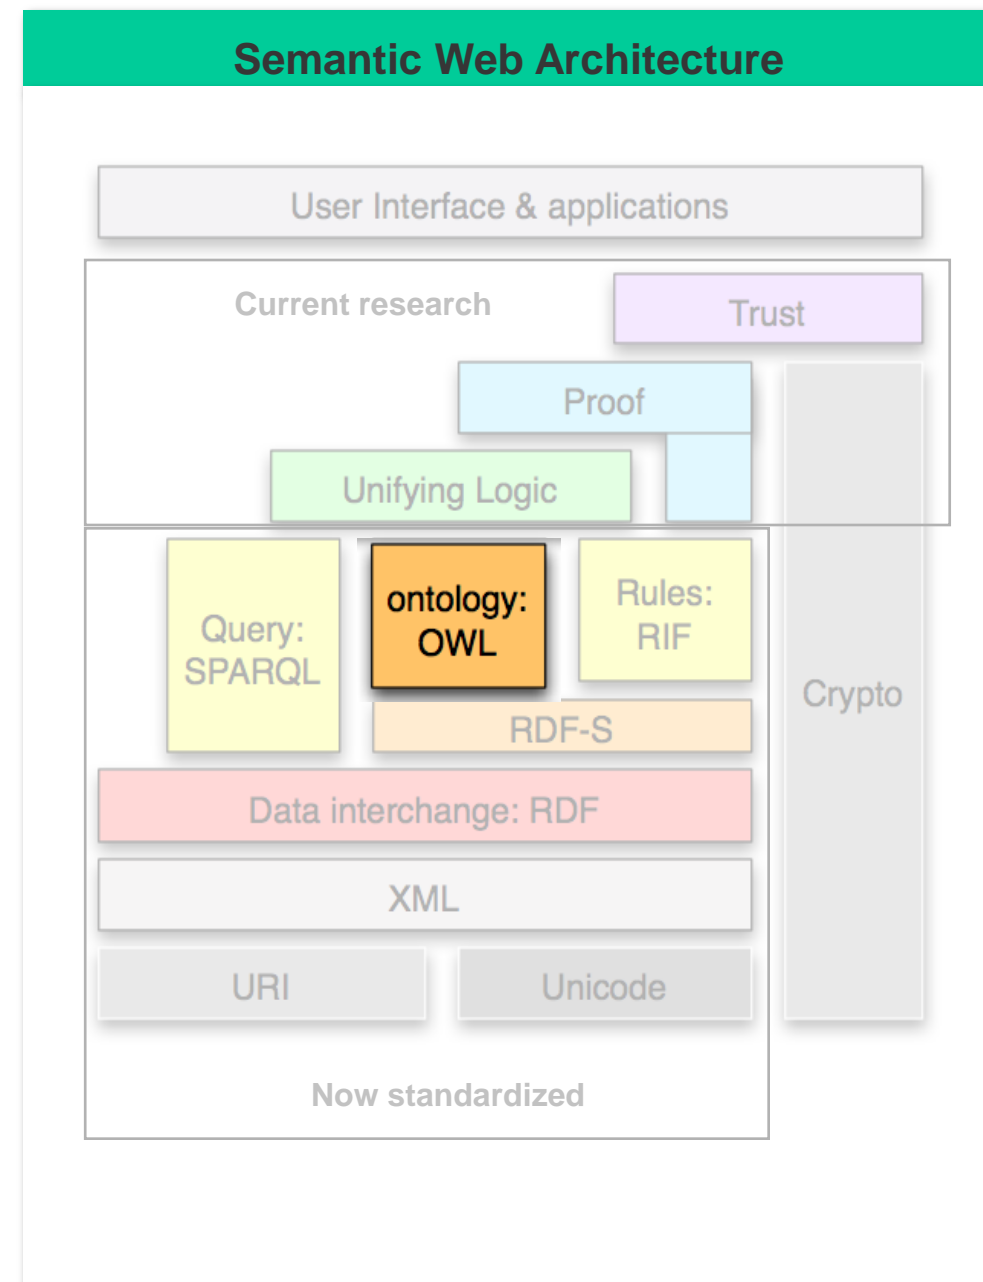 Semantic Web Architecture
User Interface & applications
Current research
Trust
Proof
Unifying Logic
Query:
SPARQL
ontology:
OWL
Rules:
RIF
RDF-S
Crypto
Data interchange: RDF
XML
URI
Unicode
Now standardized